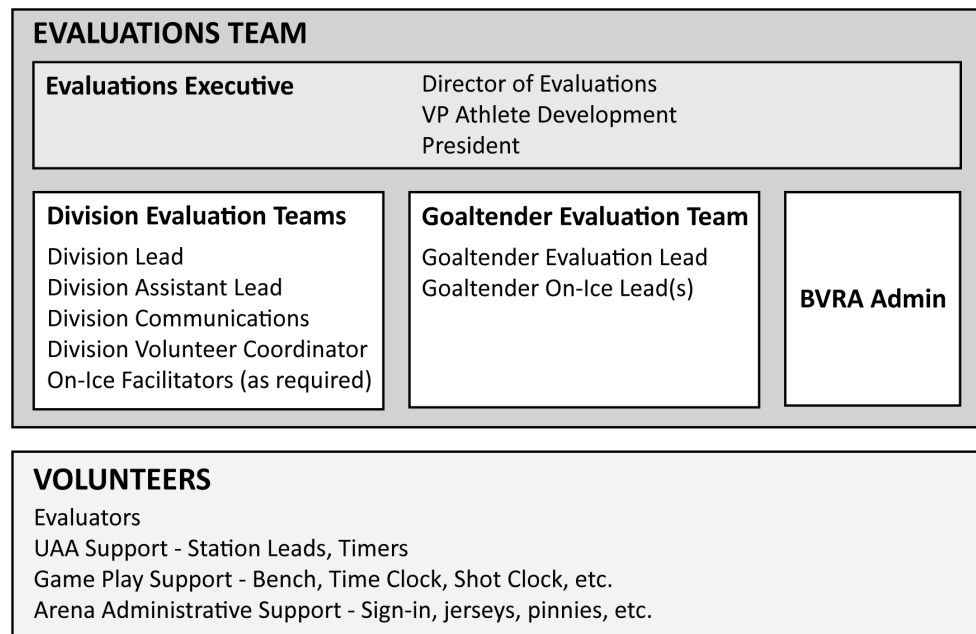 EVALUATIONS TEAM
Evaluations Executive
Director of Evaluations
VP Athlete Development
President
Division Evaluation Teams
Division Lead
Division Assistant Lead
Division Communications
Division Volunteer Coordinator
On-Ice Facilitators (as required)
Goaltender Evaluation Team
Goaltender Evaluation Lead
Goaltender On-Ice Lead(s)
BVRA Admin
VOLUNTEERS
Evaluators
UAA Support - Station Leads, Timers
Game Play Support - Bench, Time Clock, Shot Clock, etc.
Arena Administrative Support - Sign-in, jerseys, pinnies, etc.